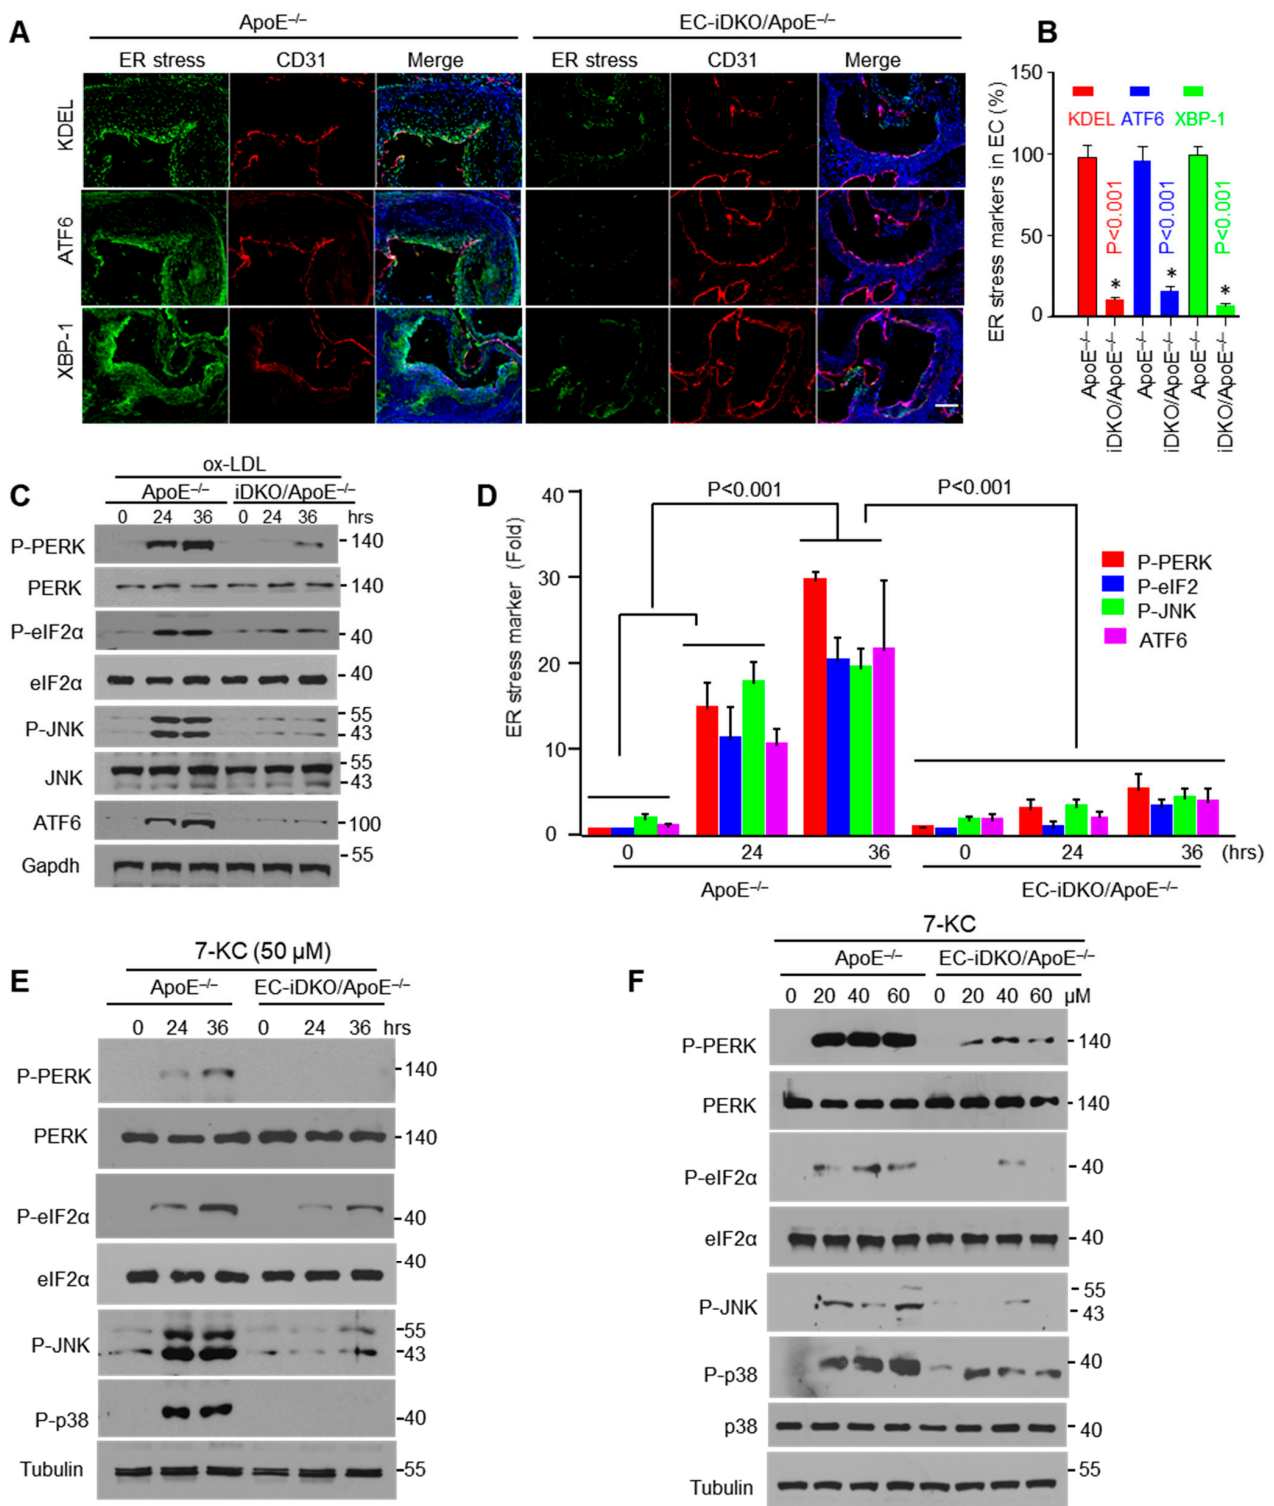 A
ApoE–/–
EC-iDKO/ApoE–/–
ER stress CD31 Merge ER stress CD31 Merge
KDEL
ATF6
XBP-1
B
ER stress markers in EC (%)
150
100
50
0
KDEL ATF6 XBP-1
P<0.001 P<0.001 P<0.001
* * *
ApoE–/–
iDKO/ApoE–/–
ApoE–/–
iDKO/ApoE–/–
ApoE–/–
iDKO/ApoE–/–
C
ox-LDL
ApoE–/– iDKO/ApoE–/–
0 24 36 0 24 36 hrs
P-PERK 140
PERK 140
P-eIF2α 40
eIF2α 40
P-JNK 55
43
JNK 55
43
ATF6 100
Gapdh 55
D
ER stress marker (Fold)
40
30
20
10
0
P<0.001
P<0.001
P-PERK
P-eIF2
P-JNK
ATF6
0 24 36 0 24 36 (hrs)
ApoE–/– EC-iDKO/ApoE–/–
E
7-KC (50 µM)
ApoE–/– EC-iDKO/ApoE–/–
0 24 36 0 24 36 hrs
P-PERK 140
PERK 140
P-eIF2α 40
eIF2α 40
P-JNK 55
43
P-p38 40
Tubulin 55
F
7-KC
ApoE–/– EC-iDKO/ApoE–/–
0 20 40 60 0 20 40 60 µM
P-PERK 140
PERK 140
P-eIF2α 40
eIF2α 40
P-JNK 55
43
P-p38 40
p38 40
Tubulin 55